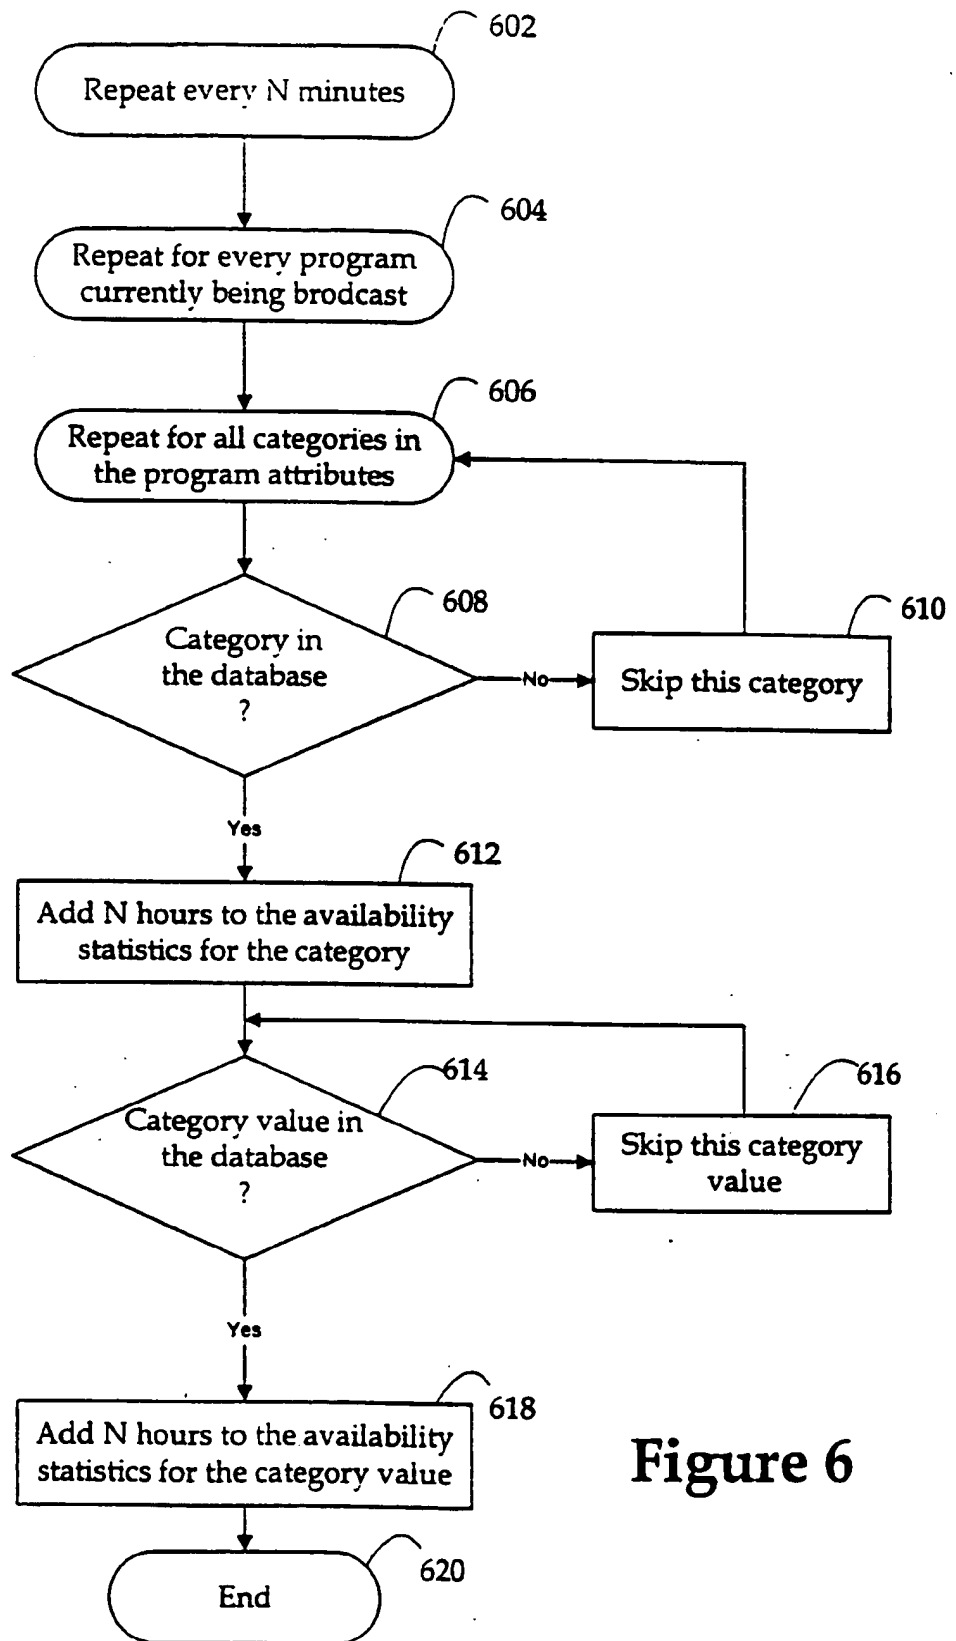 602
Repeat every N minutes
604
Repeat for every program
currently being brodcast
606
Repeat for all categories in
the program attributes
608
Category in
the database
?
No
610
Skip this category
Yes
612
Add N hours to the availability
statistics for the category
614
Category value in
the database
?
No
616
Skip this category
value
Yes
618
Add N hours to the availability
statistics for the category value
Figure 6
620
End